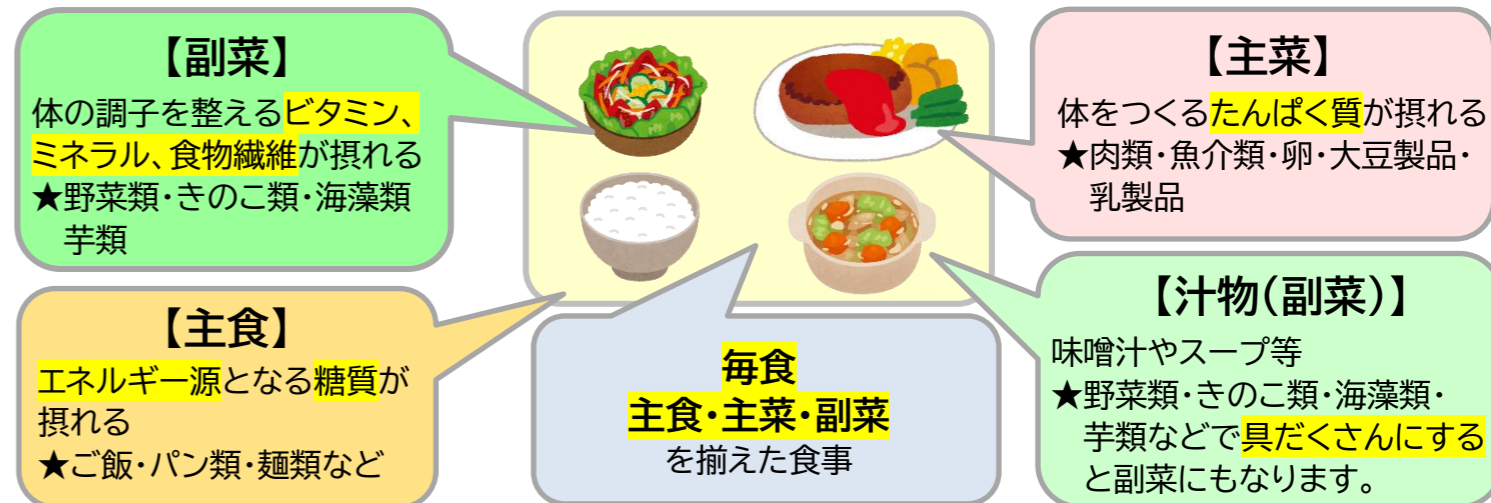 【副菜】
体の調子を整えるビタミン、
ミネラル、食物繊維が摂れる
★野菜類・きのこ類・海藻類
芋類
【主菜】
体をつくるたんぱく質が摂れる
★肉類・魚介類・卵・大豆製品・
乳製品
【主食】
エネルギー源となる糖質が
摂れる
★ご飯・パン類・麺類など
毎食
主食・主菜・副菜
を揃えた食事
【汁物(副菜)】
味噌汁やスープ等
★野菜類・きのこ類・海藻類・
芋類などで具だくさんにする
と副菜にもなります。